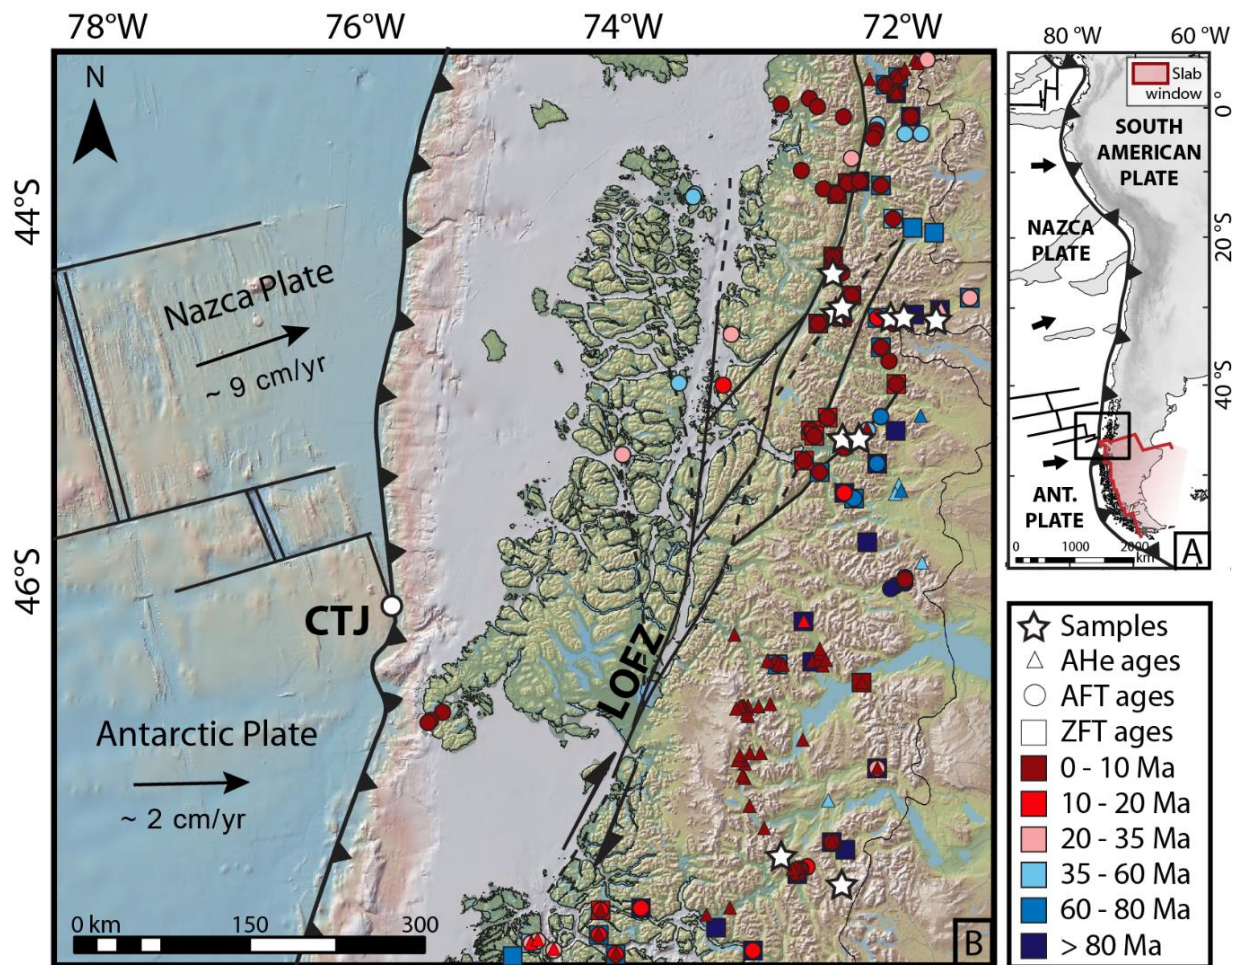 78°W
76°W
74°W
72°W
80°W
60°W
N
44°S
46°S
Nazca Plate
~ 9 cm/yr
CTJ
Antarctic Plate
~ 2 cm/yr
LOFZ
0 km
150
300
B
Slab
window
SOUTH
AMERICAN
PLATE
NAZCA
PLATE
ANT.
PLATE
0°
20°S
40°S
0
1000
2000
km
A
Samples
AHe ages
AFT ages
ZFT ages
0 - 10 Ma
10 - 20 Ma
20 - 35 Ma
35 - 60 Ma
60 - 80 Ma
> 80 Ma